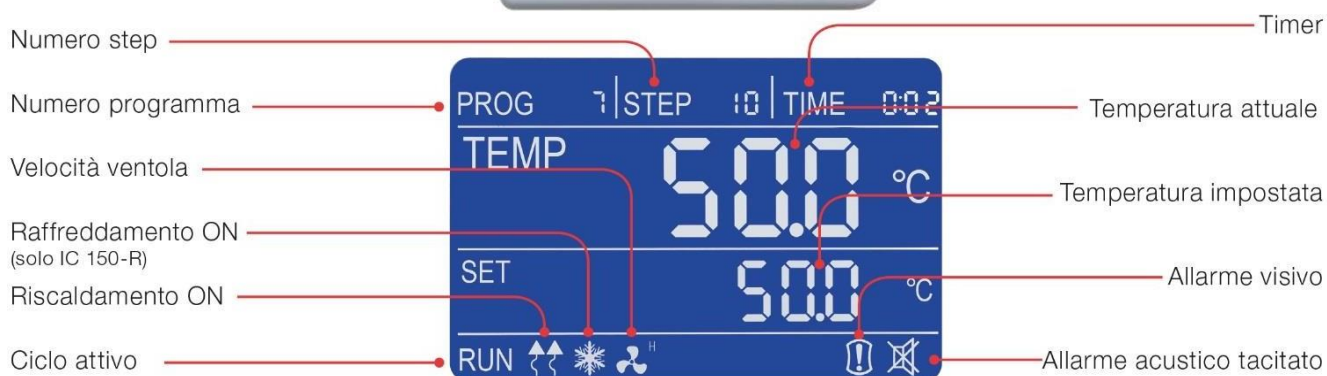 Numero step
Timer
Numero programma
PROG 7 STEP 10 TIME 0:02
Temperatura attuale
TEMP 50.0 °C
Velocità ventola
Temperatura impostata
Raffreddamento ON
(solo IC 150-R)
SET 50.0 °C
Allarme visivo
Riscaldamento ON
Ciclo attivo
RUN H
Allarme acustico tacitato